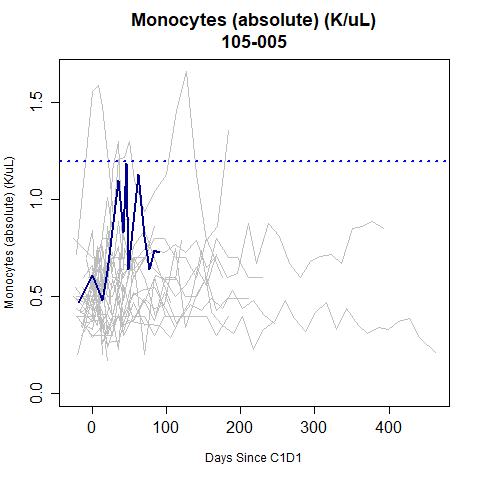 Monocytes (absolute) (K/uL)
105-005
Monocytes (absolute) (K/uL)
1.5
1.0
0.5
0.0
0 100 200 300 400
Days Since C1D1